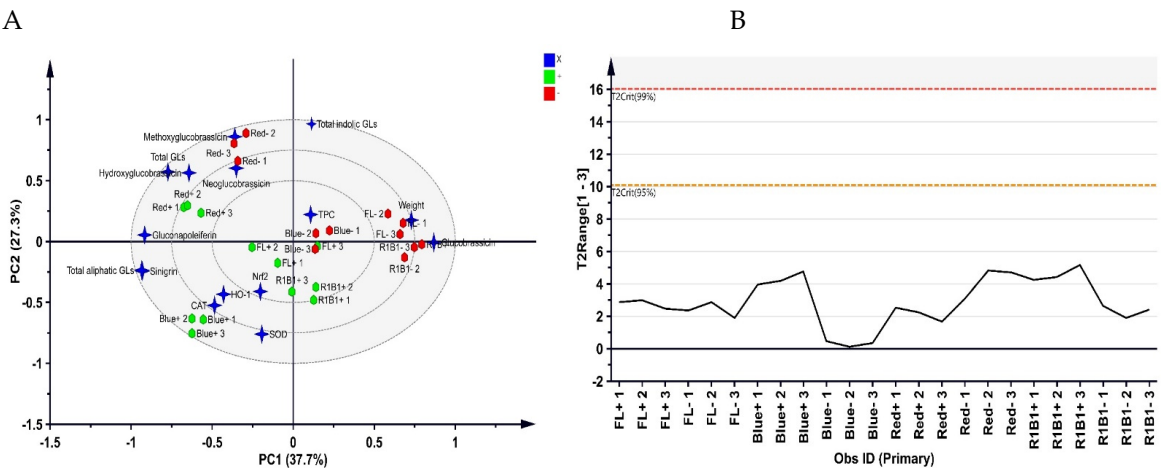 A
B
X
+
-
1.5
1
0.5
0
-0.5
-1
-1.5
PC2 (27.3%)
Total indolic GLs
Methoxyglucobrassicin
Red- 2
Red- 3
Total GLs
Red- 1
Hydroxyglucobrassicin
Neoglucobrassicin
Red+ 2
Red+ 1
Red+ 3
TPC
Weight
FL- 2
FL- 1
Gluconapoleiferin
Blue- 2
Blue- 1
FL- 3
FL+ 2
Blue- 3
FL+ 3
R1B1- 3
FL+ 1
R1B1- 2
Total aliphatic GLs
Sinigrin
Nrf2
R1B1+ 3
HO-1
R1B1+ 2
CAT
R1B1+ 1
Blue+ 2
Blue+ 1
Blue+ 3
SOD
-1 -0.5 0 0.5 1
PC1 (37.7%)
T2Range[1 - 3]
16
14
12
10
8
6
4
2
0
-2
T2Crit(99%)
T2Crit(95%)
FL+ 1
FL+ 2
FL+ 3
FL- 1
FL- 2
FL- 3
Blue+ 1
Blue+ 2
Blue+ 3
Blue- 1
Blue- 2
Blue- 3
Red+ 1
Red+ 2
Red+ 3
Red- 1
Red- 2
Red- 3
R1B1+ 1
R1B1+ 2
R1B1+ 3
R1B1- 1
R1B1- 2
R1B1- 3
Obs ID (Primary)